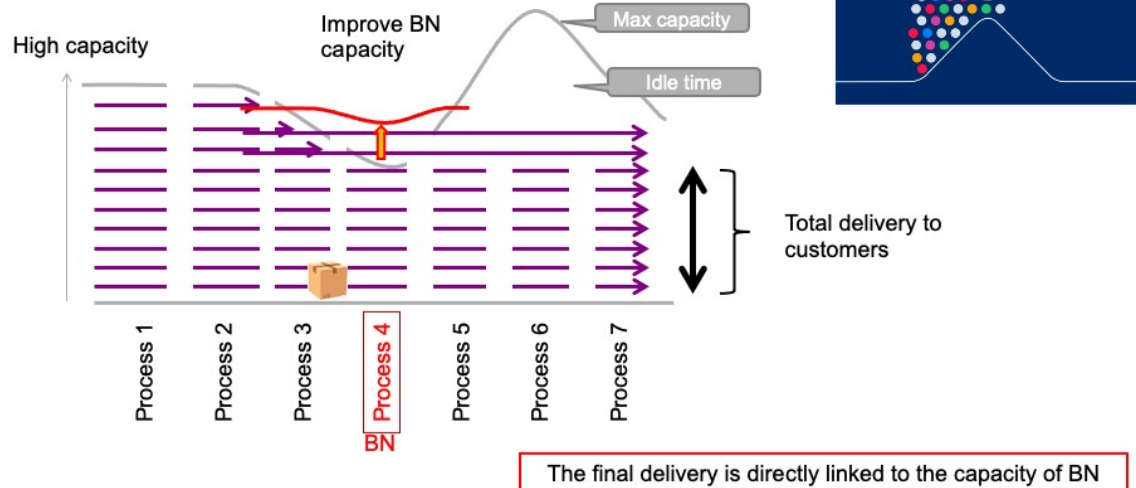 High capacity
Improve BN
capacity
Max capacity
Idle time
Total delivery to
customers
Process 1
Process 2
Process 3
Process 4
Process 5
Process 6
Process 7
BN
The final delivery is directly linked to the capacity of BN